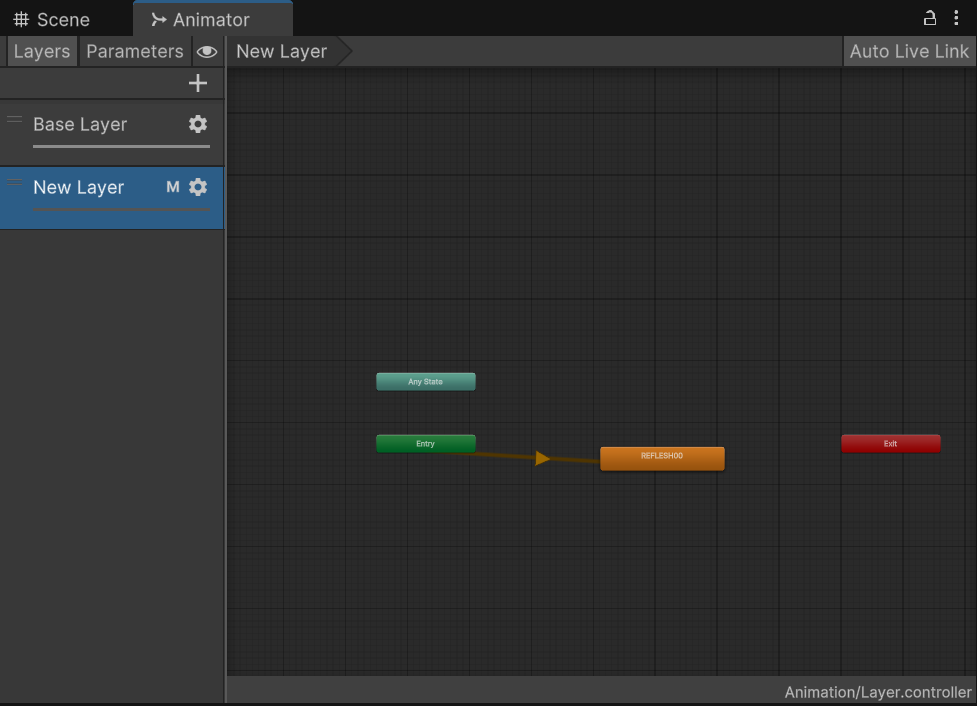 Scene
Animator
Layers
Parameters
New Layer
Auto Live Link
Base Layer
New Layer
M
Any State
Entry
REFLESH00
Exit
Animation/Layer.controller